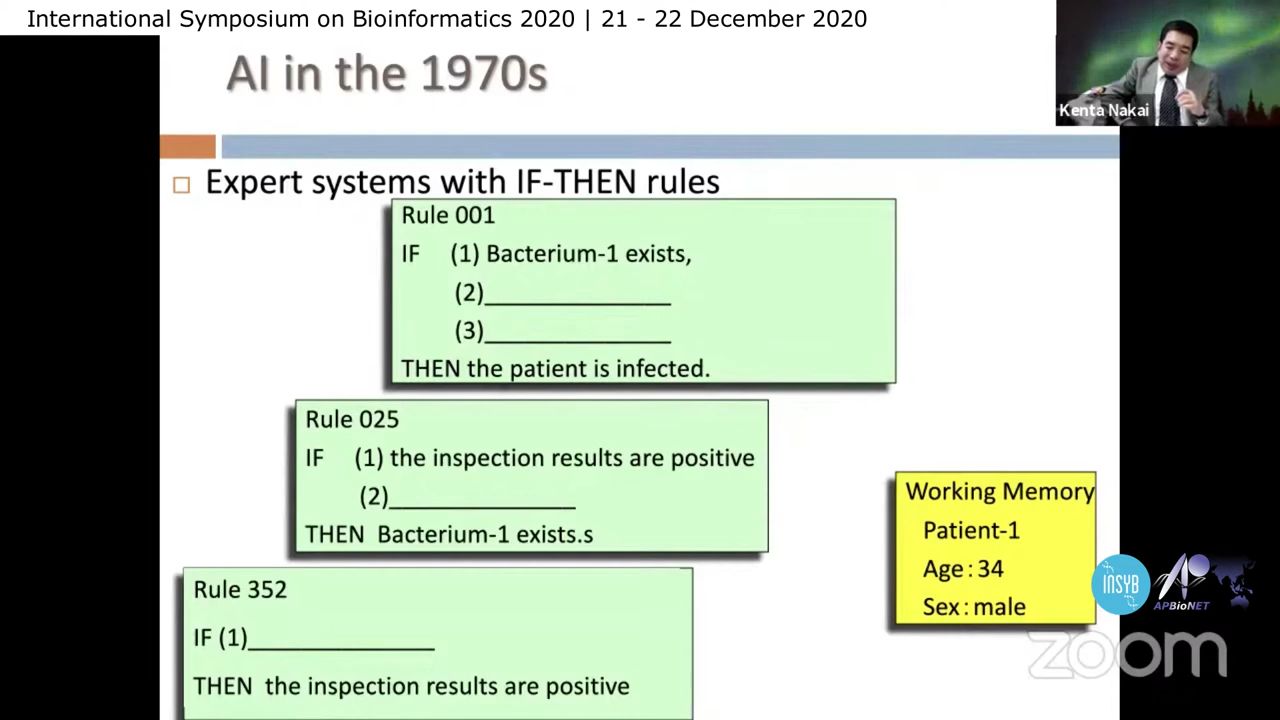 International Symposium on Bioinformatics 2020 | 21 - 22 December 2020
AI in the 1970s
Kenta Nakai
Expert systems with IF-THEN rules
Rule 001
IF (1) Bacterium-1 exists,
(2)_______________
(3)_______________
THEN the patient is infected.
Rule 025
IF (1) the inspection results are positive
(2)_______________
THEN Bacterium-1 exists.s
Rule 352
IF (1)_______________
THEN the inspection results are positive
Working Memory
Patient-1
Age : 34
Sex : male
INSYB
APBioNET
zoom